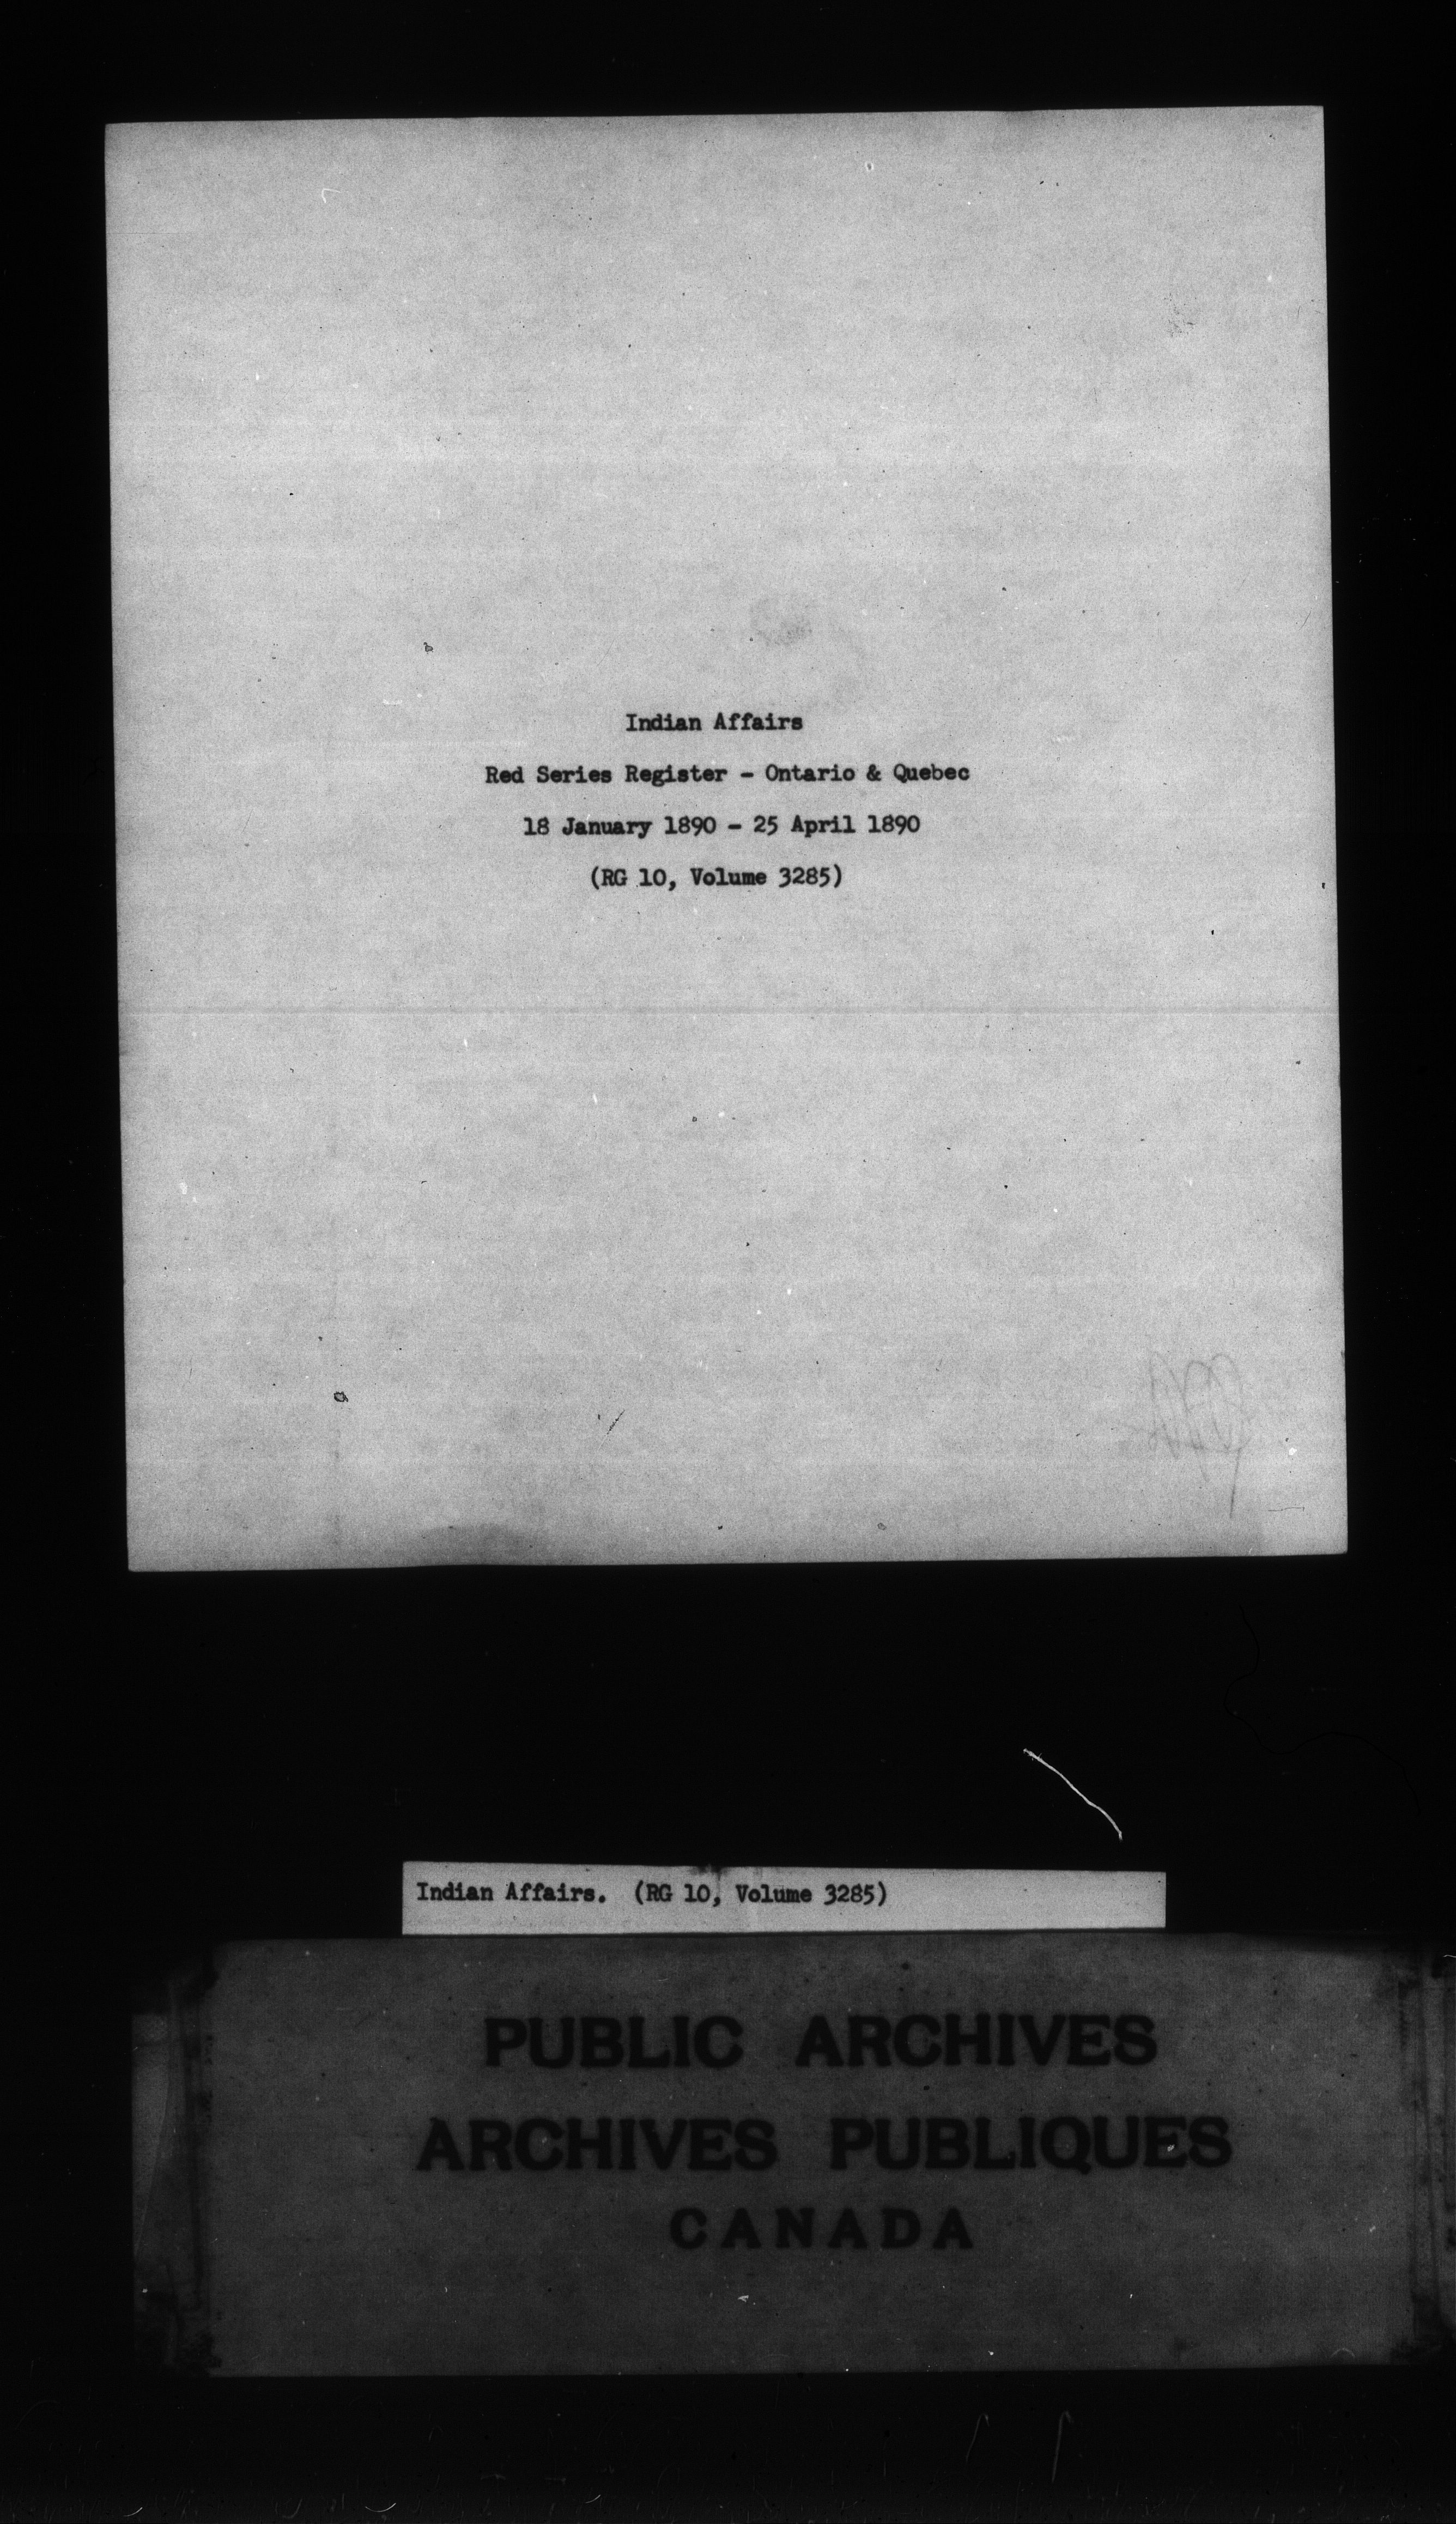 Indian Affairs
Red Series Register - Ontario & Quebec
18 January 1890 - 25 April 1890
(RG 10, Volume 3285)
Indian Affairs. (RG 10, Volume 3285)
PUBLIC ARCHIVES
ARCHIVES PUBLIQUES
CANADA